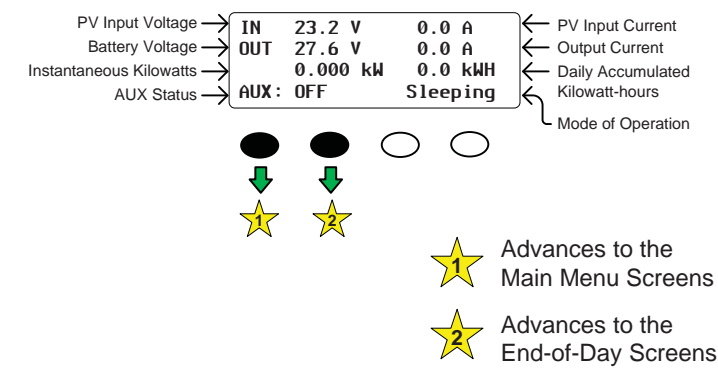 PV Input Voltage
Battery Voltage
Instantaneous Kilowatts
AUX Status
IN 23.2 V 0.0 A
OUT 27.6 V 0.0 A
0.000 kW 0.0 kWH
AUX: OFF Sleeping
PV Input Current
Output Current
Daily Accumulated
Kilowatt-hours
Mode of Operation
1
2
1
Advances to the
Main Menu Screens
2
Advances to the
End-of-Day Screens